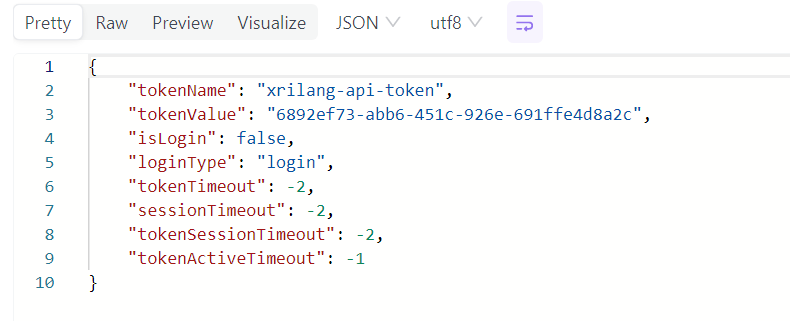 Pretty Raw Preview Visualize JSON utf8
1 {
2 "tokenName": "xrilang-api-token",
3 "tokenValue": "6892ef73-abb6-451c-926e-691ffe4d8a2c",
4 "isLogin": false,
5 "loginType": "login",
6 "tokenTimeout": -2,
7 "sessionTimeout": -2,
8 "tokenSessionTimeout": -2,
9 "tokenActiveTimeout": -1
10 }